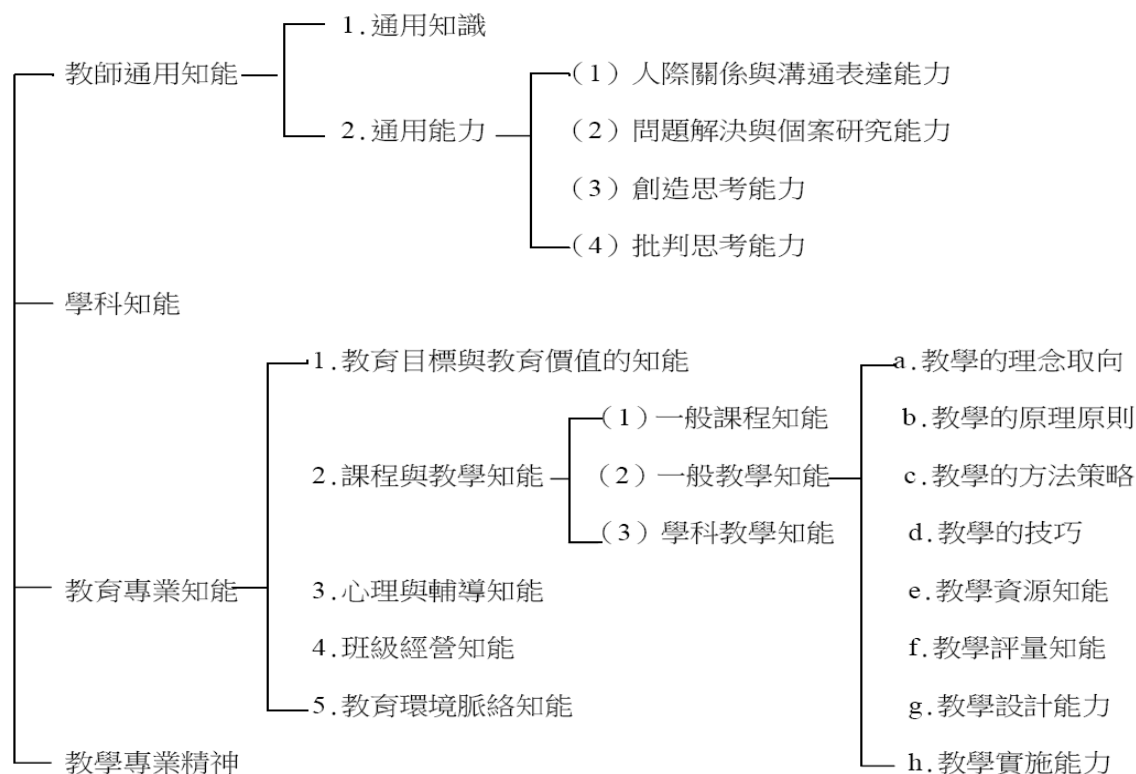 教師通用知能
1.通用知識
2.通用能力
(1)人際關係與溝通表達能力
(2)問題解決與個案研究能力
(3)創造思考能力
(4)批判思考能力
學科知能
教育專業知能
1.教育目標與教育價值的知能
2.課程與教學知能
(1)一般課程知能
(2)一般教學知能
a.教學的理念取向
b.教學的原理原則
c.教學的方法策略
d.教學的技巧
e.教學資源知能
f.教學評量知能
g.教學設計能力
h.教學實施能力
(3)學科教學知能
3.心理與輔導知能
4.班級經營知能
5.教育環境脈絡知能
教學專業精神